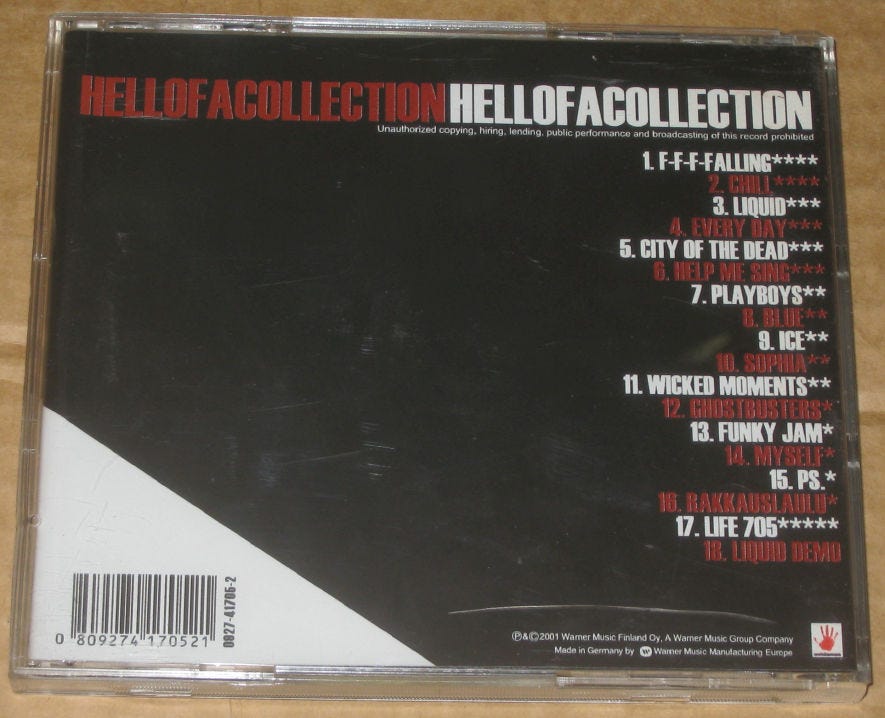 HELLOFACOLLECTIONHELLOFACOLLECTION
Unauthorized copying, hiring, lending, public performance and broadcasting of this record prohibited
1. F-F-F-FALLING****
2. CHILL****
3. LIQUID***
4. EVERY DAY***
5. CITY OF THE DEAD***
6. HELP ME SING***
7. PLAYBOYS**
8. BLUE**
9. ICE**
10. SOPHIA**
11. WICKED MOMENTS**
12. GHOSTBUSTERS*
13. FUNKY JAM*
14. MYSELF*
15. PS.*
16. RAKKAUSLAULU*
17. LIFE 705*****
18. LIQUID DEMO
0 809274 170521
0927-41705-2
℗&©2001 Warner Music Finland Oy, A Warner Music Group Company
Made in Germany by Warner Music Manufacturing Europe